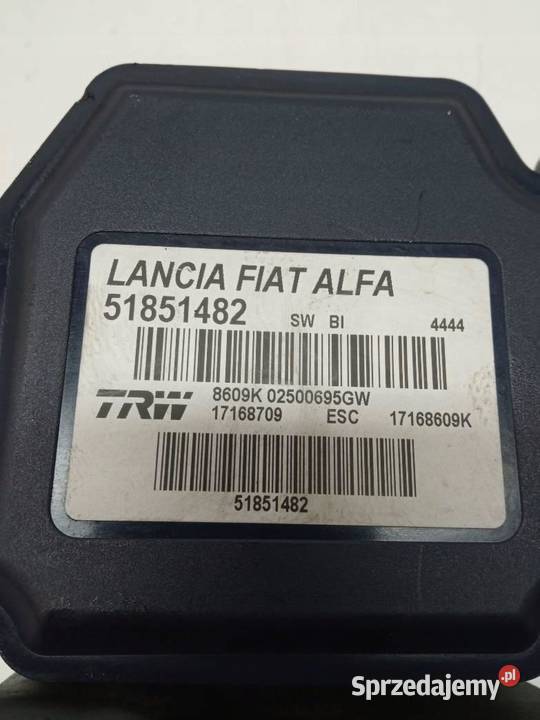 LANCIA FIAT ALFA
51851482 SW BI 4444
TRW 8609K 02500695GW
17168709 ESC 17168609K
51851482
Sprzedajemy.pl